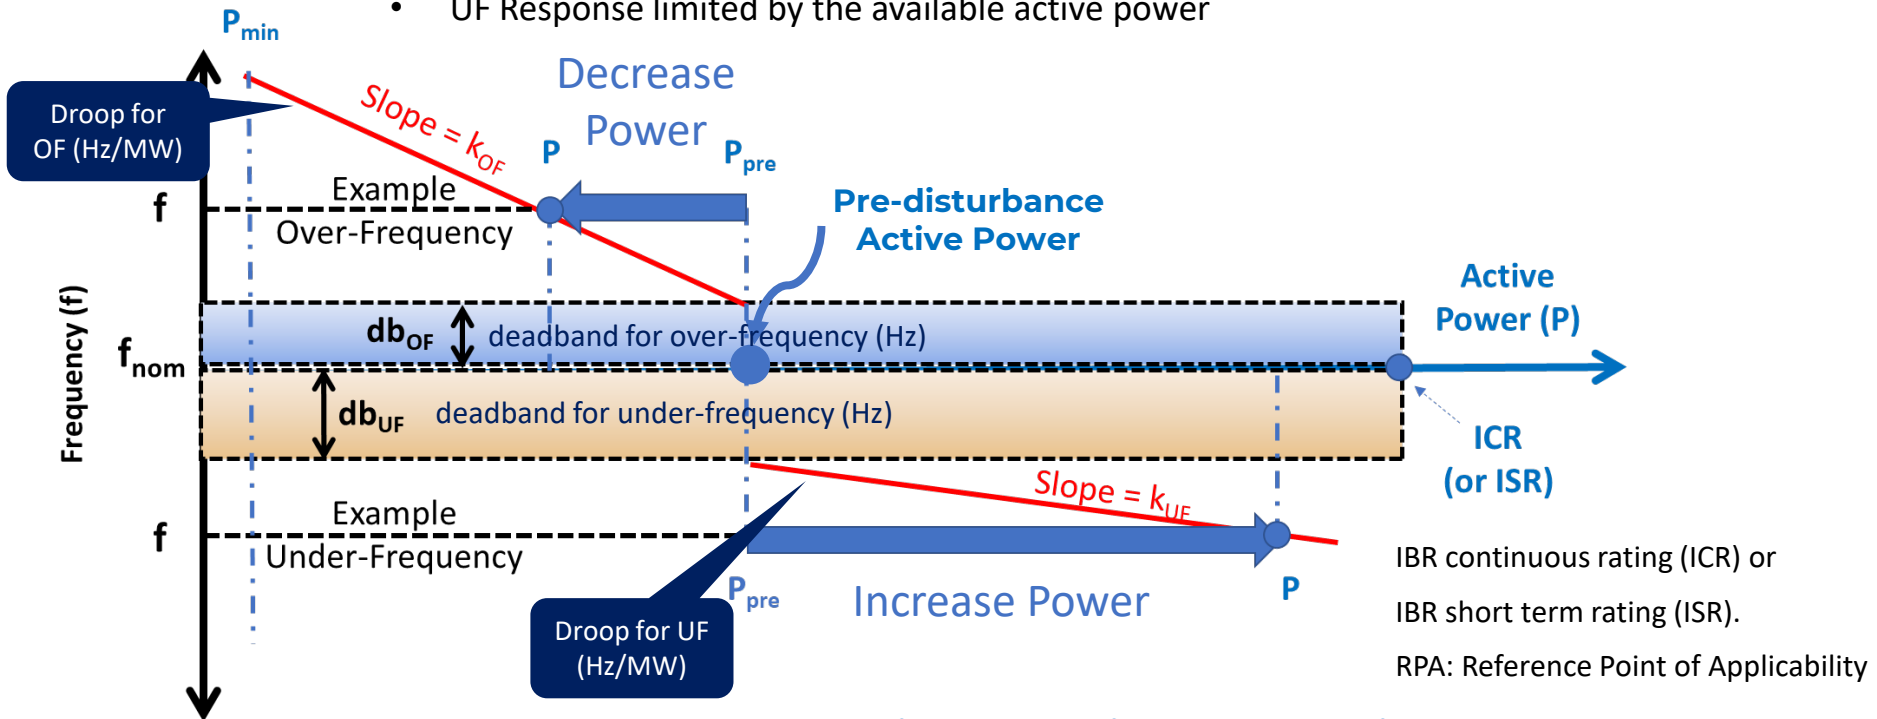 • UF Response limited by the available active power
Pmin
Decrease
Power
Droop for
OF (Hz/MW)
Slope = kOF
P
Ppre
f
Example
Over-Frequency
Pre-disturbance
Active Power
Active
Power (P)
Frequency (f)
dbOF
deadband for over-frequency (Hz)
fnom
dbUF
deadband for under-frequency (Hz)
ICR
(or ISR)
Slope = kUF
f
Example
Under-Frequency
Ppre
Increase Power
P
Droop for UF
(Hz/MW)
IBR continuous rating (ICR) or
IBR short term rating (ISR).
RPA: Reference Point of Applicability